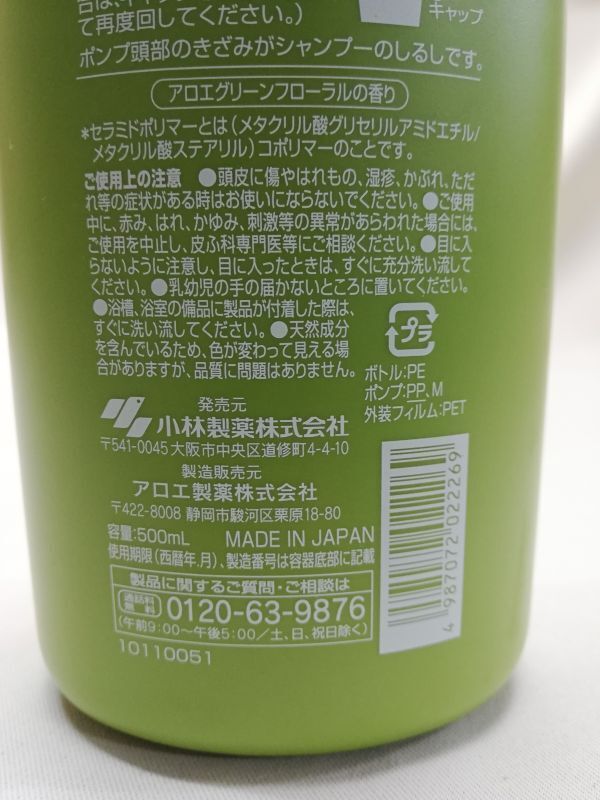 て再度回してください。)
キャップ
ポンプ頭部のきざみがシャンプーのしるしです。
アロエグリーンフローラルの香り
*セラミドポリマーとは(メタクリル酸グリセリルアミドエチル/
メタクリル酸ステアリル)コポリマーのことです。
ご使用上の注意 ●頭皮に傷やはれもの、湿疹、かぶれ、ただ
れ等の症状がある時はお使いにならないでください。●ご使用
中に、赤み、はれ、かゆみ、刺激等の異常があらわれた場合には、
ご使用を中止し、皮ふ科専門医等にご相談ください。●目に入
らないように注意し、目に入ったときは、すぐに充分洗い流して
ください。●乳幼児の手の届かないところに置いてください。
●浴槽、浴室の備品に製品が付着した際は、
すぐに洗い流してください。●天然成分
を含んでいるため、色が変わって見える場
合がありますが、品質に問題はありません。
プラ
ボトル:PE
ポンプ:PP、M
外装フィルム:PET
発売元
小林製薬株式会社
〒541-0045 大阪市中央区道修町4-4-10
製造販売元
アロエ製薬株式会社
〒422-8008 静岡市駿河区栗原18-80
容量:500mL MADE IN JAPAN
使用期限(西暦年.月)、製造番号は容器底部に記載
製品に関するご質問・ご相談は
通話料無料 0120-63-9876
(午前9:00〜午後5:00/土、日、祝日除く)
10110051
4 987072 022269